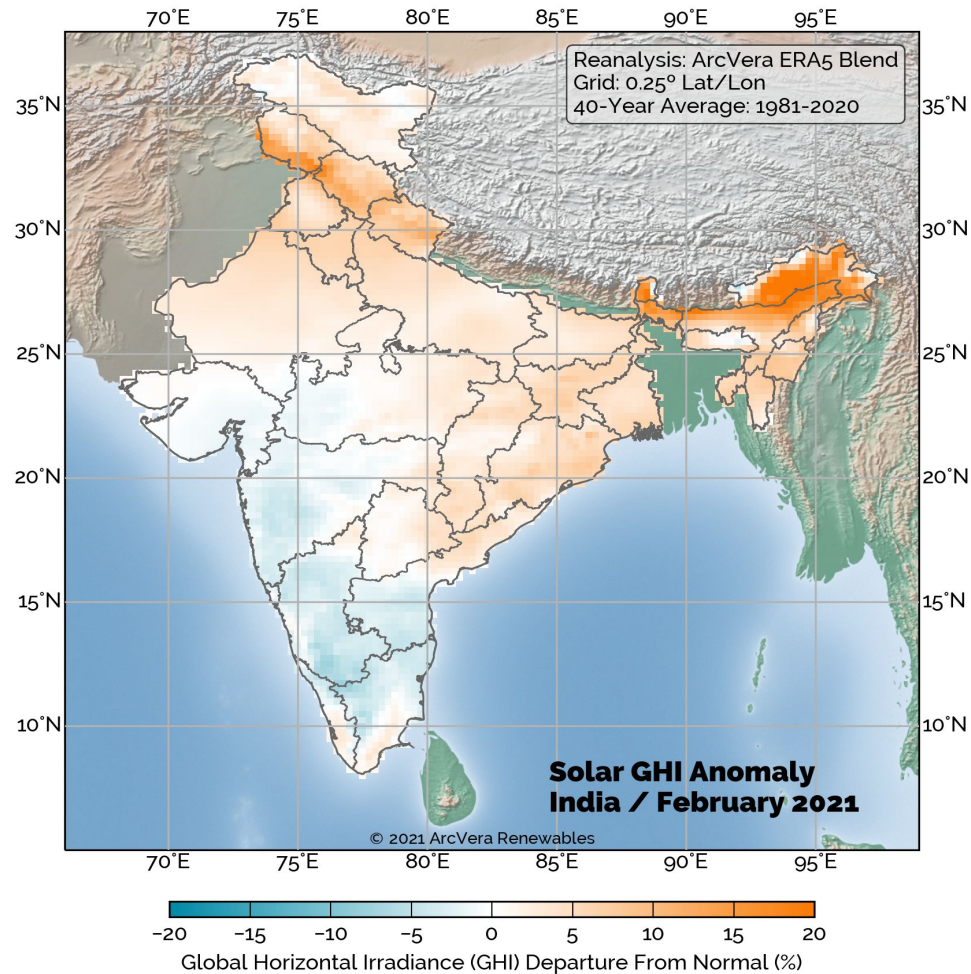 70°E 75°E 80°E 85°E 90°E 95°E
Reanalysis: ArcVera ERA5 Blend
Grid: 0.25º Lat/Lon
40-Year Average: 1981-2020
35°N 35°N
30°N 30°N
25°N 25°N
20°N 20°N
15°N 15°N
10°N 10°N
Solar GHI Anomaly
India / February 2021
© 2021 ArcVera Renewables
70°E 75°E 80°E 85°E 90°E 95°E
−20 −15 −10 −5 0 5 10 15 20
Global Horizontal Irradiance (GHI) Departure From Normal (%)